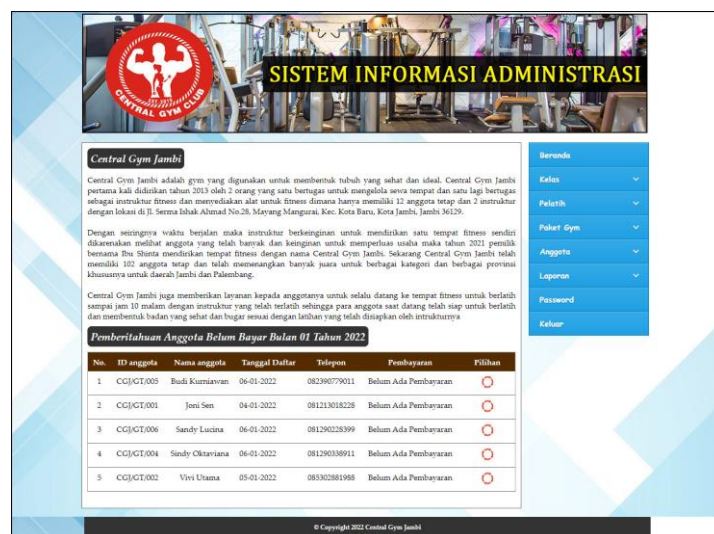 CENTRAL GYM CLUB
SISTEM INFORMASI ADMINISTRASI
Central Gym Jambi
Central Gym Jambi adalah gym yang digunakan untuk membentuk tubuh yang sehat dan ideal. Central Gym Jambi
pertama kali didirikan tahun 2013 oleh 2 orang yang satu bertugas untuk mengelola sewa tempat dan satu lagi bertugas
sebagai instruktur fitness dan menyediakan alat untuk fitness dimana hanya memiliki 12 anggota tetap dan 2 instruktur
dengan lokasi di Jl. Serma Ishak Ahmad No.28, Mayang Mangurai, Kec. Kota Baru, Kota Jambi, Jambi 36129.
Dengan seiringnya waktu berjalan maka instruktur berkeinginan untuk mendirikan satu tempat fitness sendiri
dikarenakan melihat anggota yang telah banyak dan keinginan untuk memperluas usaha maka tahun 2021 pemilik
bernama Ibu Shinta mendirikan tempat fitness dengan nama Central Gym Jambi. Sekarang Central Gym Jambi telah
memiliki 102 anggota tetap dan telah memenangkan banyak juara untuk berbagai kategori dan berbagai provinsi
khususnya untuk daerah Jambi dan Palembang.
Central Gym Jambi juga memberikan layanan kepada anggotanya untuk selalu datang ke tempat fitness untuk berlatih
sampai jam 10 malam dengan instruktur yang telah terlatih sehingga para anggota saat datang telah siap untuk berlatih
dan membentuk badan yang sehat dan bugar sesuai dengan latihan yang telah disiapkan oleh intrukturnya
Pemberitahuan Anggota Belum Bayar Bulan 01 Tahun 2022
No. ID anggota Nama anggota Tanggal Daftar Telepon Pembayaran Pilihan
1 CGJ/GT/005 Budi Kurniawan 06-01-2022 082390779011 Belum Ada Pembayaran
2 CGJ/GT/001 Joni Sen 04-01-2022 081213018228 Belum Ada Pembayaran
3 CGJ/GT/006 Sandy Lucina 06-01-2022 081290228399 Belum Ada Pembayaran
4 CGJ/GT/004 Sindy Oktaviana 06-01-2022 081290338911 Belum Ada Pembayaran
5 CGJ/GT/002 Vivi Utama 05-01-2022 085302881988 Belum Ada Pembayaran
Beranda
Kelas
Pelatih
Paket Gym
Anggota
Laporan
Password
Keluar
© Copyright 2022 Central Gym Jambi